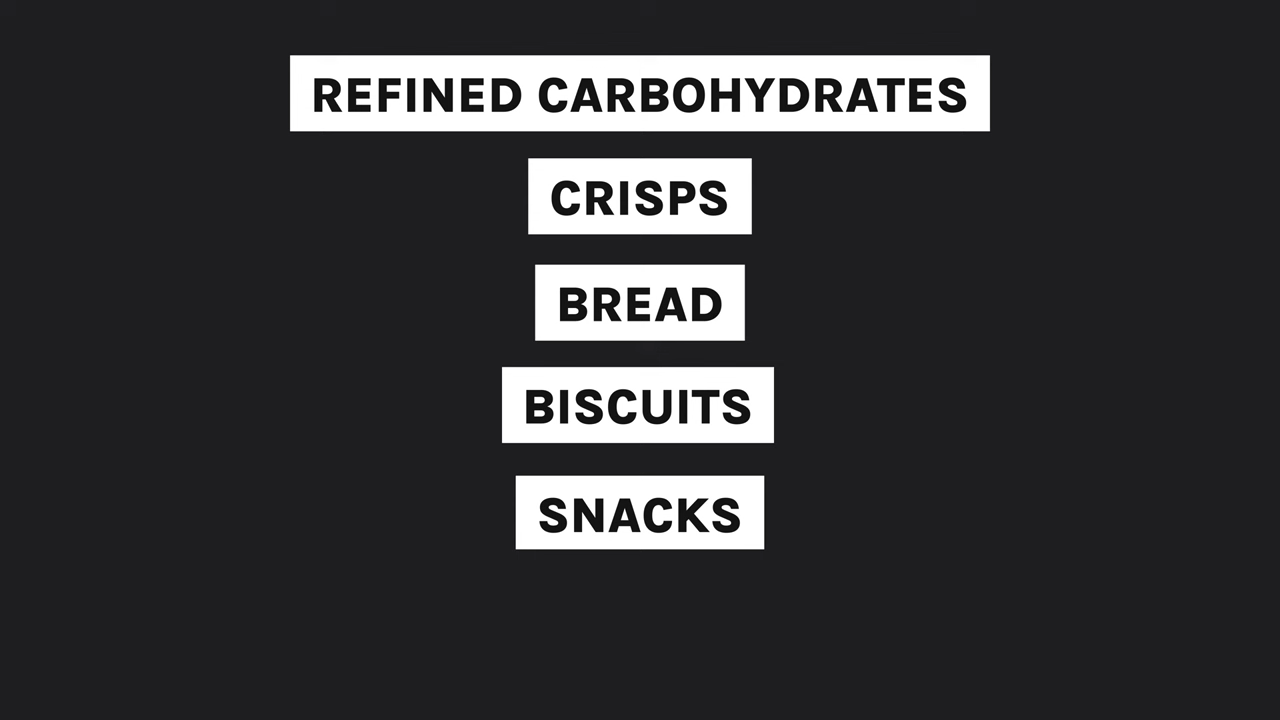 REFINED CARBOHYDRATES
CRISPS
BREAD
BISCUITS
SNACKS